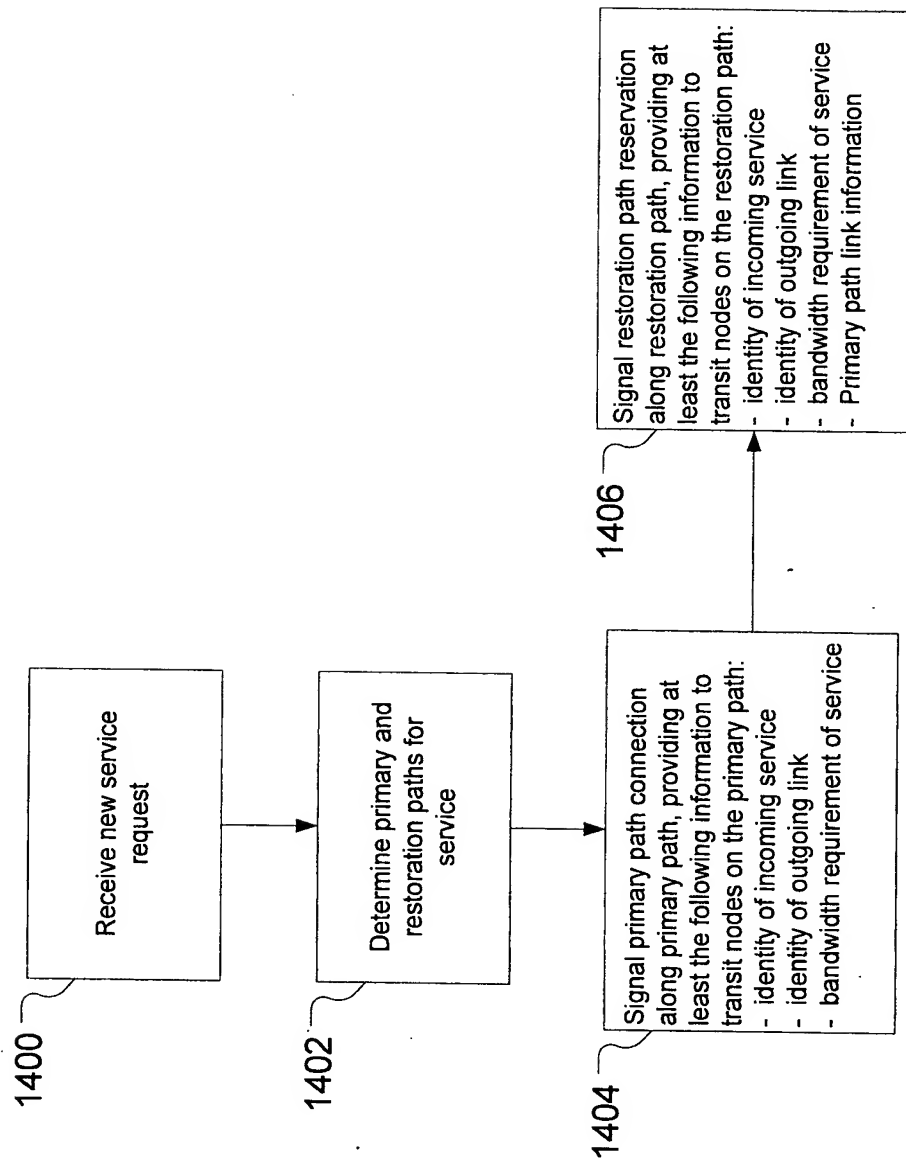 1400
Receive new service
request
1402
Determine primary and
restoration paths for
service
1404
Signal primary path connection
along primary path, providing at
least the following information to
transit nodes on the primary path:
- identity of incoming service
- identity of outgoing link
- bandwidth requirement of service
1406
Signal restoration path reservation
along restoration path, providing at
least the following information to
transit nodes on the restoration path:
- identity of incoming service
- identity of outgoing link
- bandwidth requirement of service
- Primary path link information